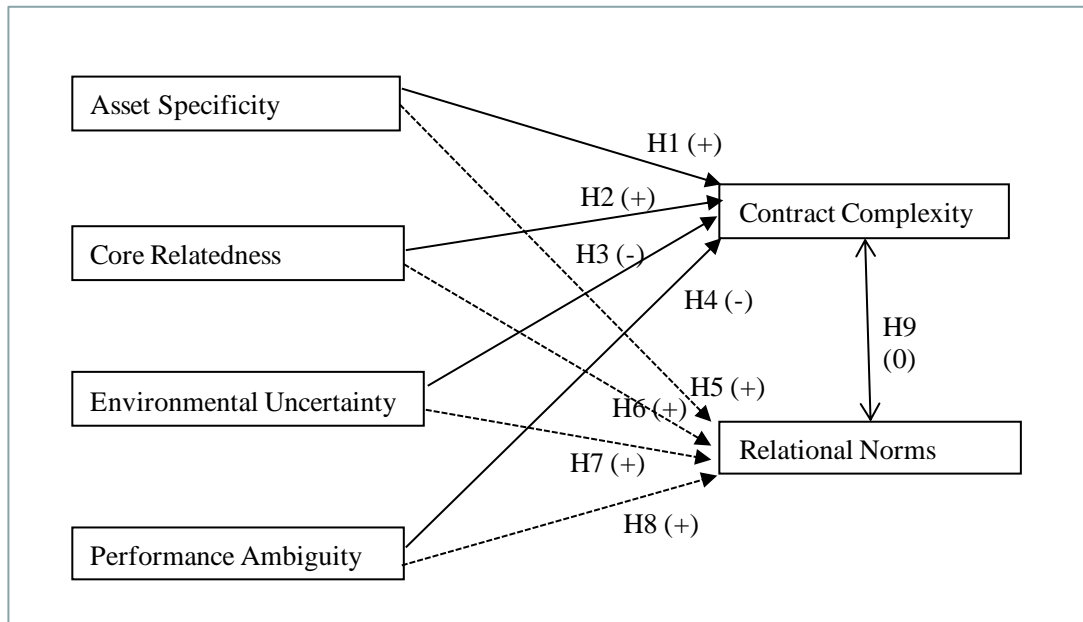 Asset Specificity
H1 (+)
H2 (+)
Contract Complexity
Core Relatedness
H3 (-)
H4 (-)
H9
(0)
H5 (+)
Environmental Uncertainty
H6 (+)
Relational Norms
H7 (+)
H8 (+)
Performance Ambiguity